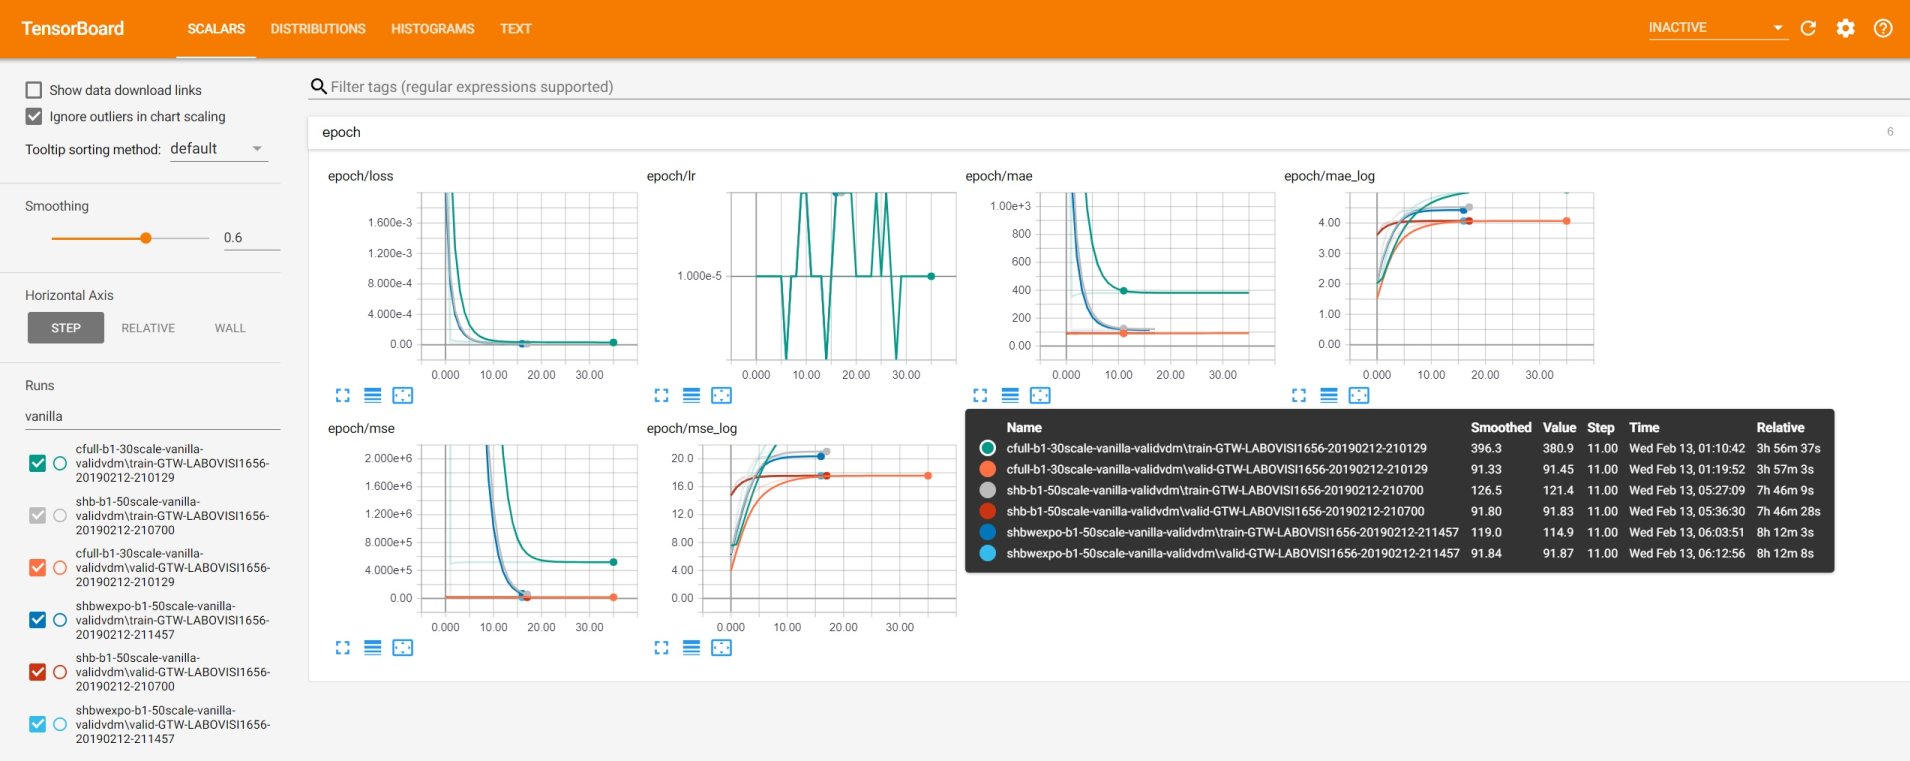 TensorBoard SCALARS DISTRIBUTIONS HISTOGRAMS TEXT INACTIVE
Show data download links
Ignore outliers in chart scaling
Tooltip sorting method: default
Smoothing
0.6
Horizontal Axis
STEP RELATIVE WALL
Runs
vanilla
cfull-b1-30scale-vanilla-
validvdm\train-GTW-LABOVISI1656-
20190212-210129
shb-b1-50scale-vanilla-
validvdm\train-GTW-LABOVISI1656-
20190212-210700
cfull-b1-30scale-vanilla-
validvdm\valid-GTW-LABOVISI1656-
20190212-210129
shbwexpo-b1-50scale-vanilla-
validvdm\train-GTW-LABOVISI1656-
20190212-211457
shb-b1-50scale-vanilla-
validvdm\valid-GTW-LABOVISI1656-
20190212-210700
shbwexpo-b1-50scale-vanilla-
validvdm\valid-GTW-LABOVISI1656-
20190212-211457
Filter tags (regular expressions supported)
epoch 6
epoch/loss
1.600e-3
1.200e-3
8.000e-4
4.000e-4
0.00
0.000 10.00 20.00 30.00
epoch/lr
1.000e-5
0.000 10.00 20.00 30.00
epoch/mae
1.00e+3
800
600
400
200
0.00
0.000 10.00 20.00 30.00
epoch/mae_log
4.00
3.00
2.00
1.00
0.00
0.000 10.00 20.00 30.00
epoch/mse
2.000e+6
1.600e+6
1.200e+6
8.000e+5
4.000e+5
0.00
0.000 10.00 20.00 30.00
epoch/mse_log
20.0
16.0
12.0
8.00
4.00
0.00
0.000 10.00 20.00 30.00
Name Smoothed Value Step Time Relative
cfull-b1-30scale-vanilla-validvdm\train-GTW-LABOVISI1656-20190212-210129 396.3 380.9 11.00 Wed Feb 13, 01:10:42 3h 56m 37s
cfull-b1-30scale-vanilla-validvdm\valid-GTW-LABOVISI1656-20190212-210129 91.33 91.45 11.00 Wed Feb 13, 01:19:52 3h 57m 3s
shb-b1-50scale-vanilla-validvdm\train-GTW-LABOVISI1656-20190212-210700 126.5 121.4 11.00 Wed Feb 13, 05:27:09 7h 46m 9s
shb-b1-50scale-vanilla-validvdm\valid-GTW-LABOVISI1656-20190212-210700 91.80 91.83 11.00 Wed Feb 13, 05:36:30 7h 46m 28s
shbwexpo-b1-50scale-vanilla-validvdm\train-GTW-LABOVISI1656-20190212-211457 119.0 114.9 11.00 Wed Feb 13, 06:03:51 8h 12m 3s
shbwexpo-b1-50scale-vanilla-validvdm\valid-GTW-LABOVISI1656-20190212-211457 91.84 91.87 11.00 Wed Feb 13, 06:12:56 8h 12m 8s